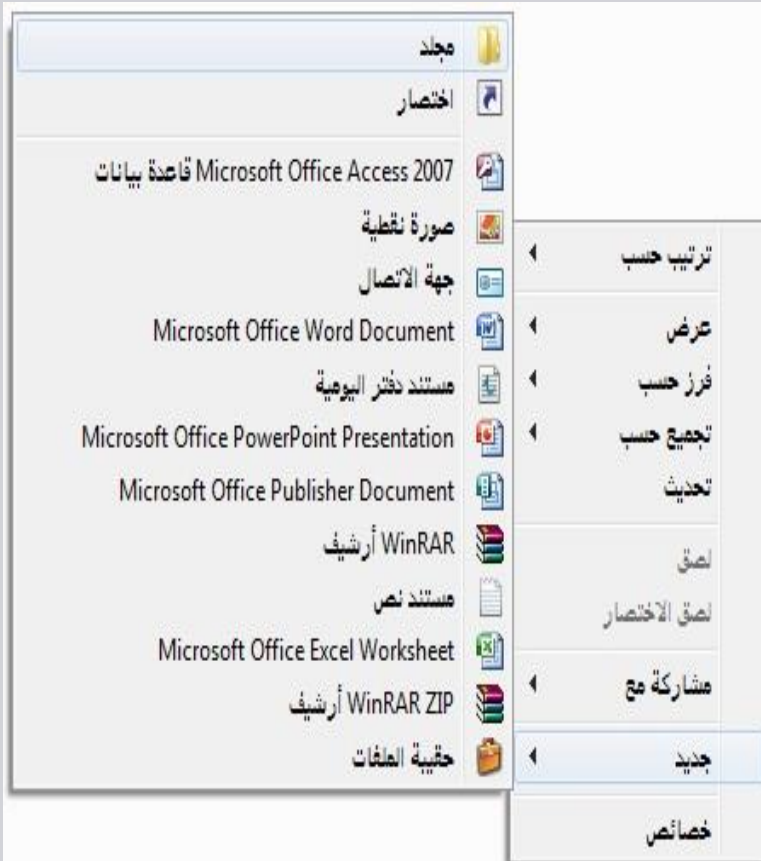 ترتيب حسب
عرض
فرز حسب
تجميع حسب
تحديث
لصق
لصق الاختصار
مشاركة مع
جديد
خصائص
مجلد
اختصار
Microsoft Office Access 2007 قاعدة بيانات
صورة نقطية
جهة الاتصال
Microsoft Office Word Document
مستند دفتر اليومية
Microsoft Office PowerPoint Presentation
Microsoft Office Publisher Document
WinRAR أرشيف
مستند نص
Microsoft Office Excel Worksheet
WinRAR ZIP أرشيف
حقيبة الملفات